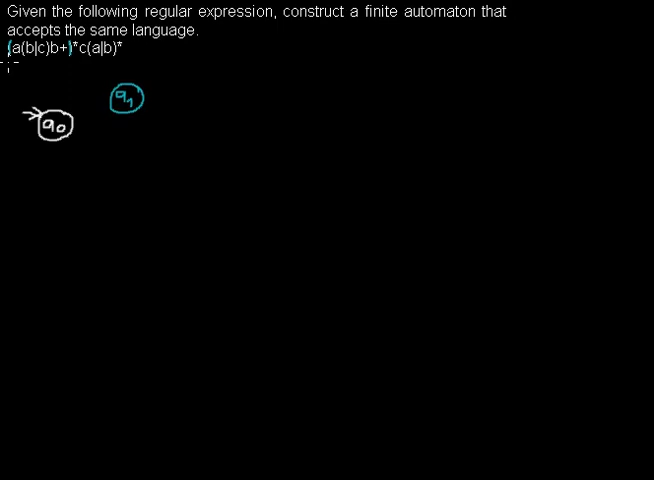 Given the following regular expression, construct a finite automaton that
accepts the same language.
(a(b|c)b+)*c(a|b)*
q1
q0